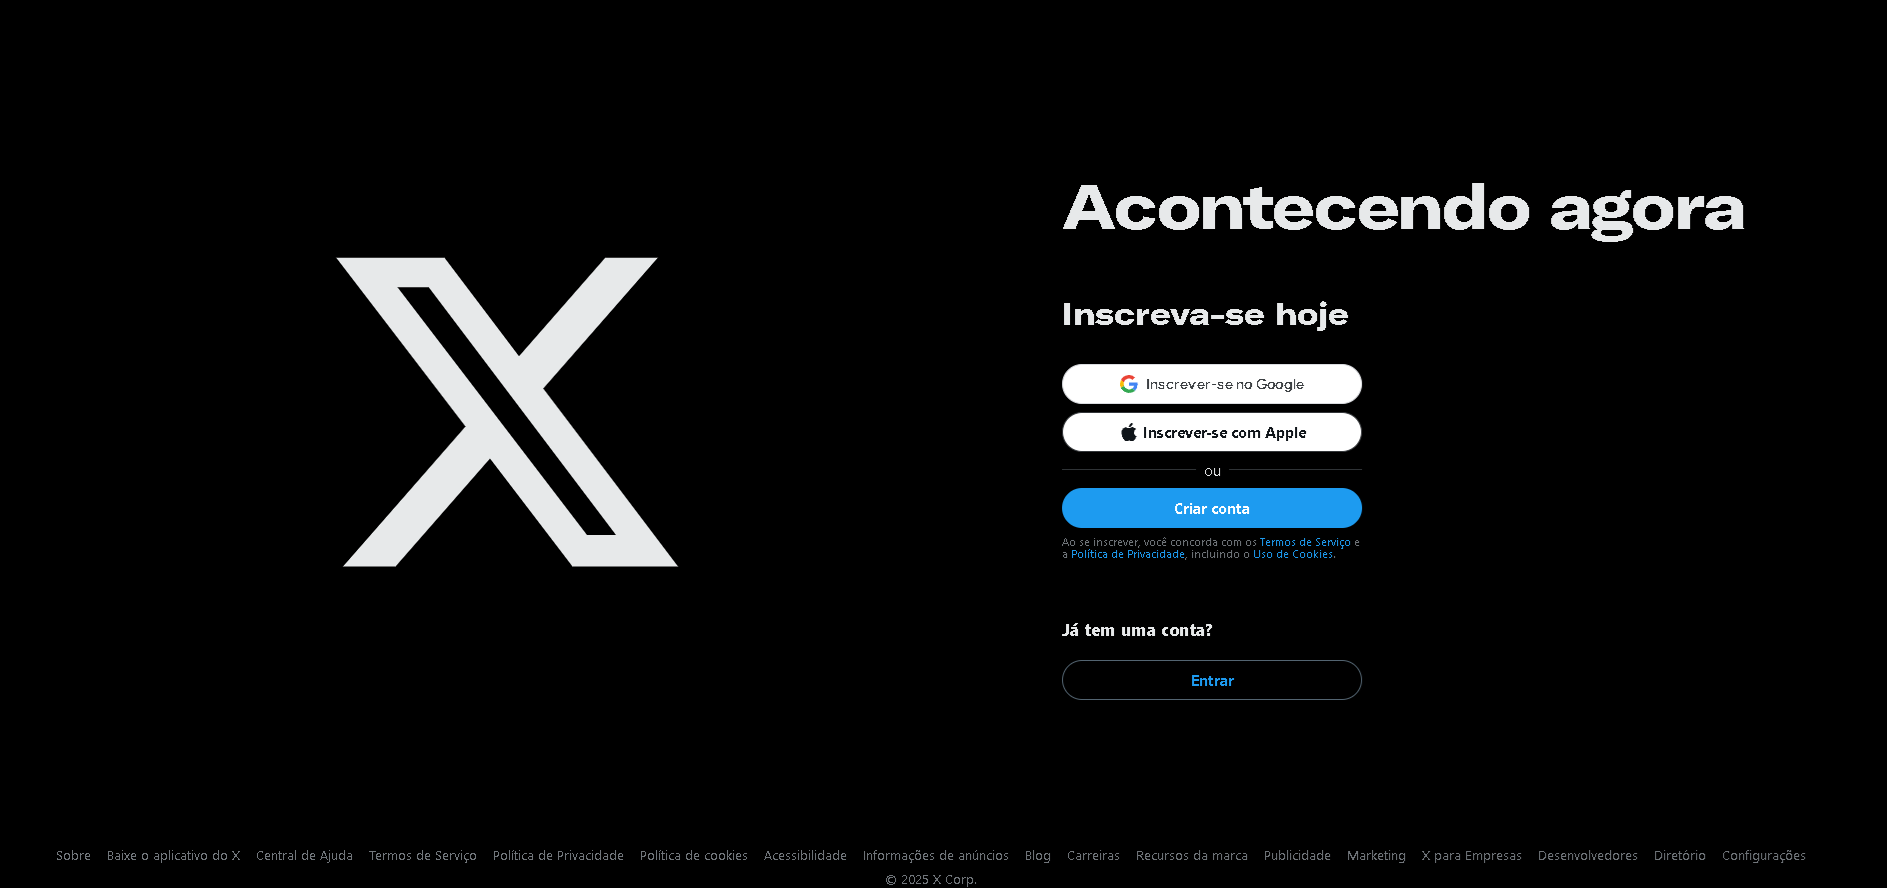 Acontecendo agora
Inscreva-se hoje
Inscrever-se no Google
Inscrever-se com Apple
ou
Criar conta
Ao se inscrever, você concorda com os Termos de Serviço e
a Política de Privacidade, incluindo o Uso de Cookies.
Já tem uma conta?
Entrar
Sobre Baixe o aplicativo do X Central de Ajuda Termos de Serviço Política de Privacidade Política de cookies Acessibilidade Informações de anúncios Blog Carreiras Recursos da marca Publicidade Marketing X para Empresas Desenvolvedores Diretório Configurações
© 2025 X Corp.